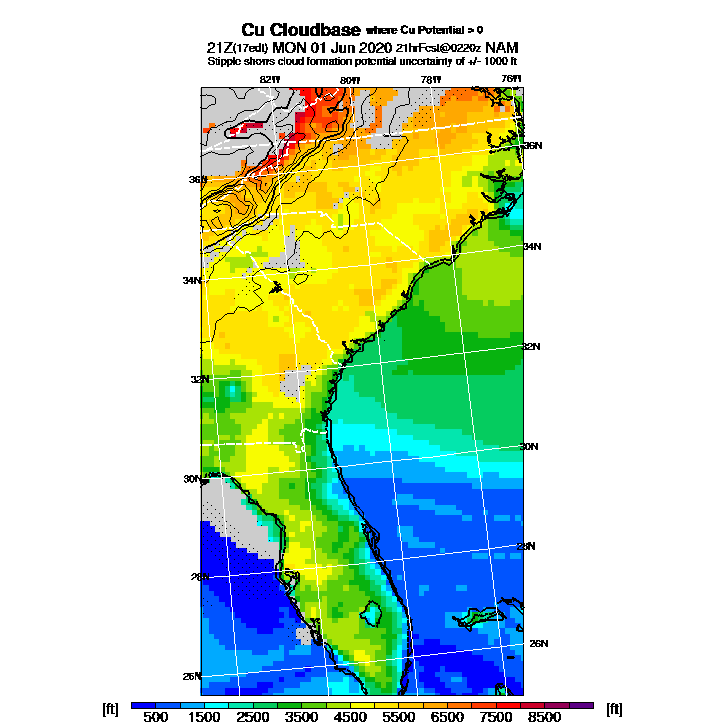 Cu Cloudbase where Cu Potential > 0
21Z(17edt) MON 01 Jun 2020 21hrFcst@0220z NAM
Stipple shows cloud formation potential uncertainty of +/- 1000 ft
82W 80W 78W 76W
36N
36N
34N
34N
32N
32N
30N
30N
28N
28N
26N
26N
[ft] 500 1500 2500 3500 4500 5500 6500 7500 8500 [ft]